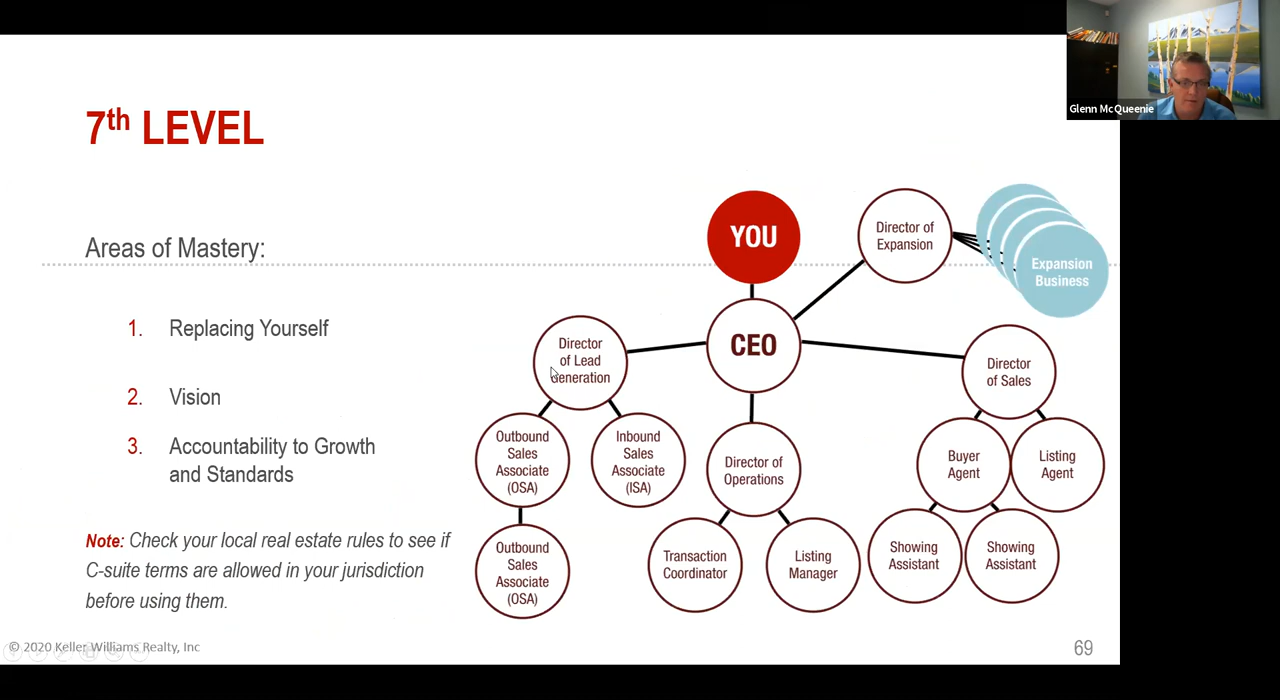 Glenn McQueenie
7th LEVEL
Areas of Mastery:
1. Replacing Yourself
2. Vision
3. Accountability to Growth
and Standards
Note: Check your local real estate rules to see if
C-suite terms are allowed in your jurisdiction
before using them.
YOU
CEO
Director of
Expansion
Expansion
Business
Director
of Lead
Generation
Outbound
Sales
Associate
(OSA)
Inbound
Sales
Associate
(ISA)
Outbound
Sales
Associate
(OSA)
Director of
Operations
Transaction
Coordinator
Listing
Manager
Director
of Sales
Buyer
Agent
Listing
Agent
Showing
Assistant
Showing
Assistant
© 2020 Keller Williams Realty, Inc
69